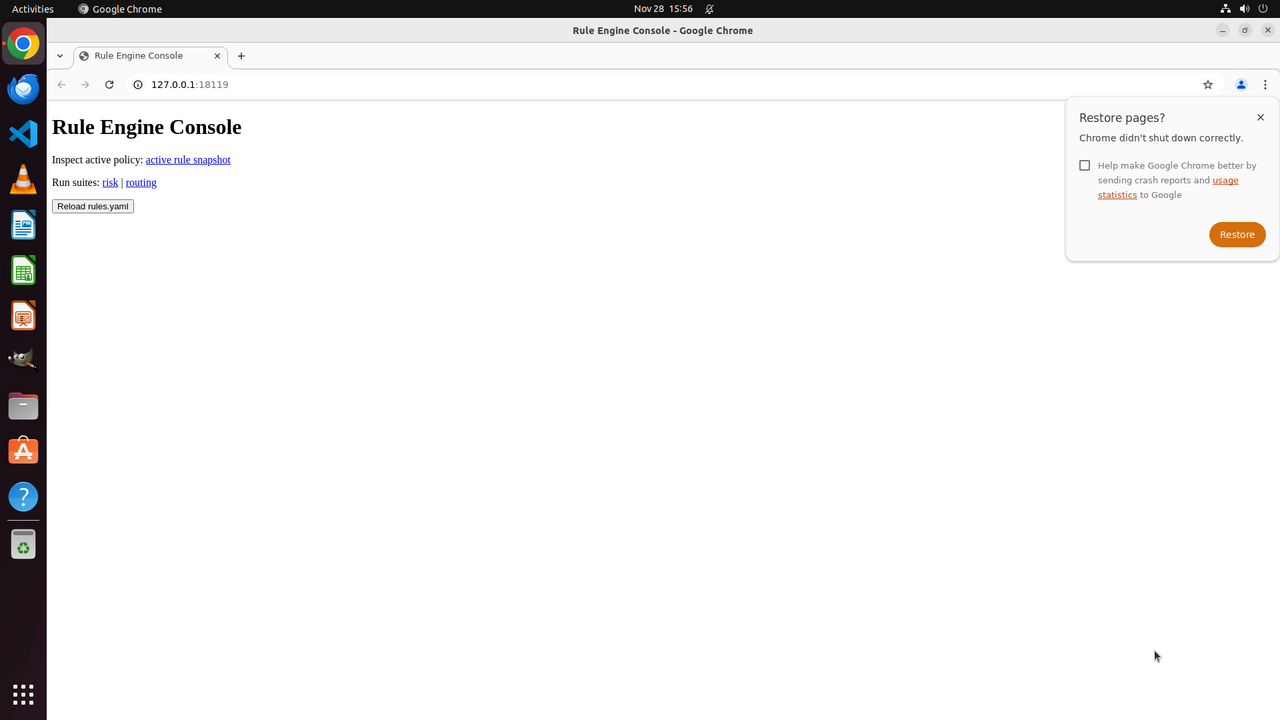 Activities
Google Chrome
Nov 28 15:56
Rule Engine Console - Google Chrome
Rule Engine Console
127.0.0.1:18119
Rule Engine Console
Inspect active policy: active rule snapshot
Run suites: risk | routing
Reload rules.yaml
Restore pages?
Chrome didn't shut down correctly.
Help make Google Chrome better by
sending crash reports and usage
statistics to Google
Restore